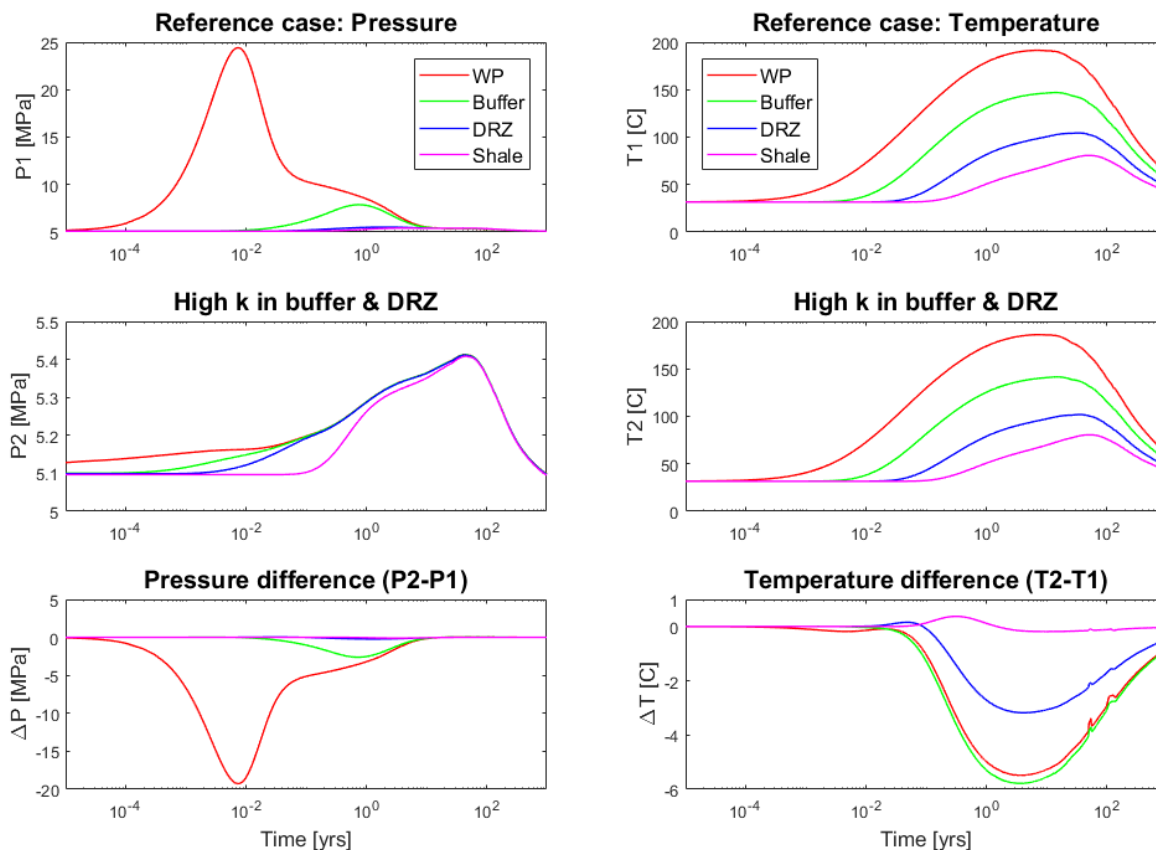 Reference case: Pressure
25
20
15
10
5
P1 [MPa]
WP
Buffer
DRZ
Shale
10^-4
10^-2
10^0
10^2
Reference case: Temperature
200
150
100
50
0
T1 [C]
WP
Buffer
DRZ
Shale
10^-4
10^-2
10^0
10^2
High k in buffer & DRZ
5.5
5.4
5.3
5.2
5.1
5
P2 [MPa]
10^-4
10^-2
10^0
10^2
High k in buffer & DRZ
200
150
100
50
0
T2 [C]
10^-4
10^-2
10^0
10^2
Pressure difference (P2-P1)
5
0
-5
-10
-15
-20
ΔP [MPa]
10^-4
10^-2
10^0
10^2
Time [yrs]
Temperature difference (T2-T1)
1
0
-2
-4
-6
ΔT [C]
10^-4
10^-2
10^0
10^2
Time [yrs]